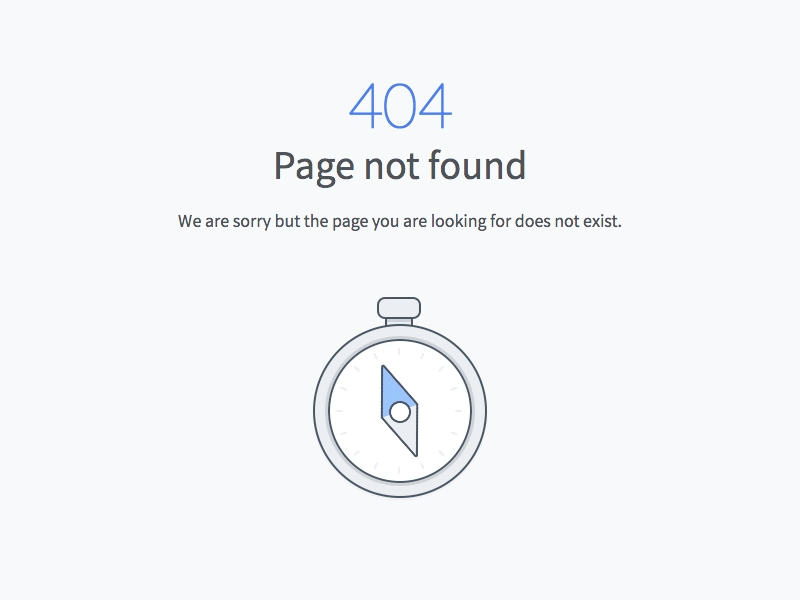 404
Page not found
We are sorry but the page you are looking for does not exist.